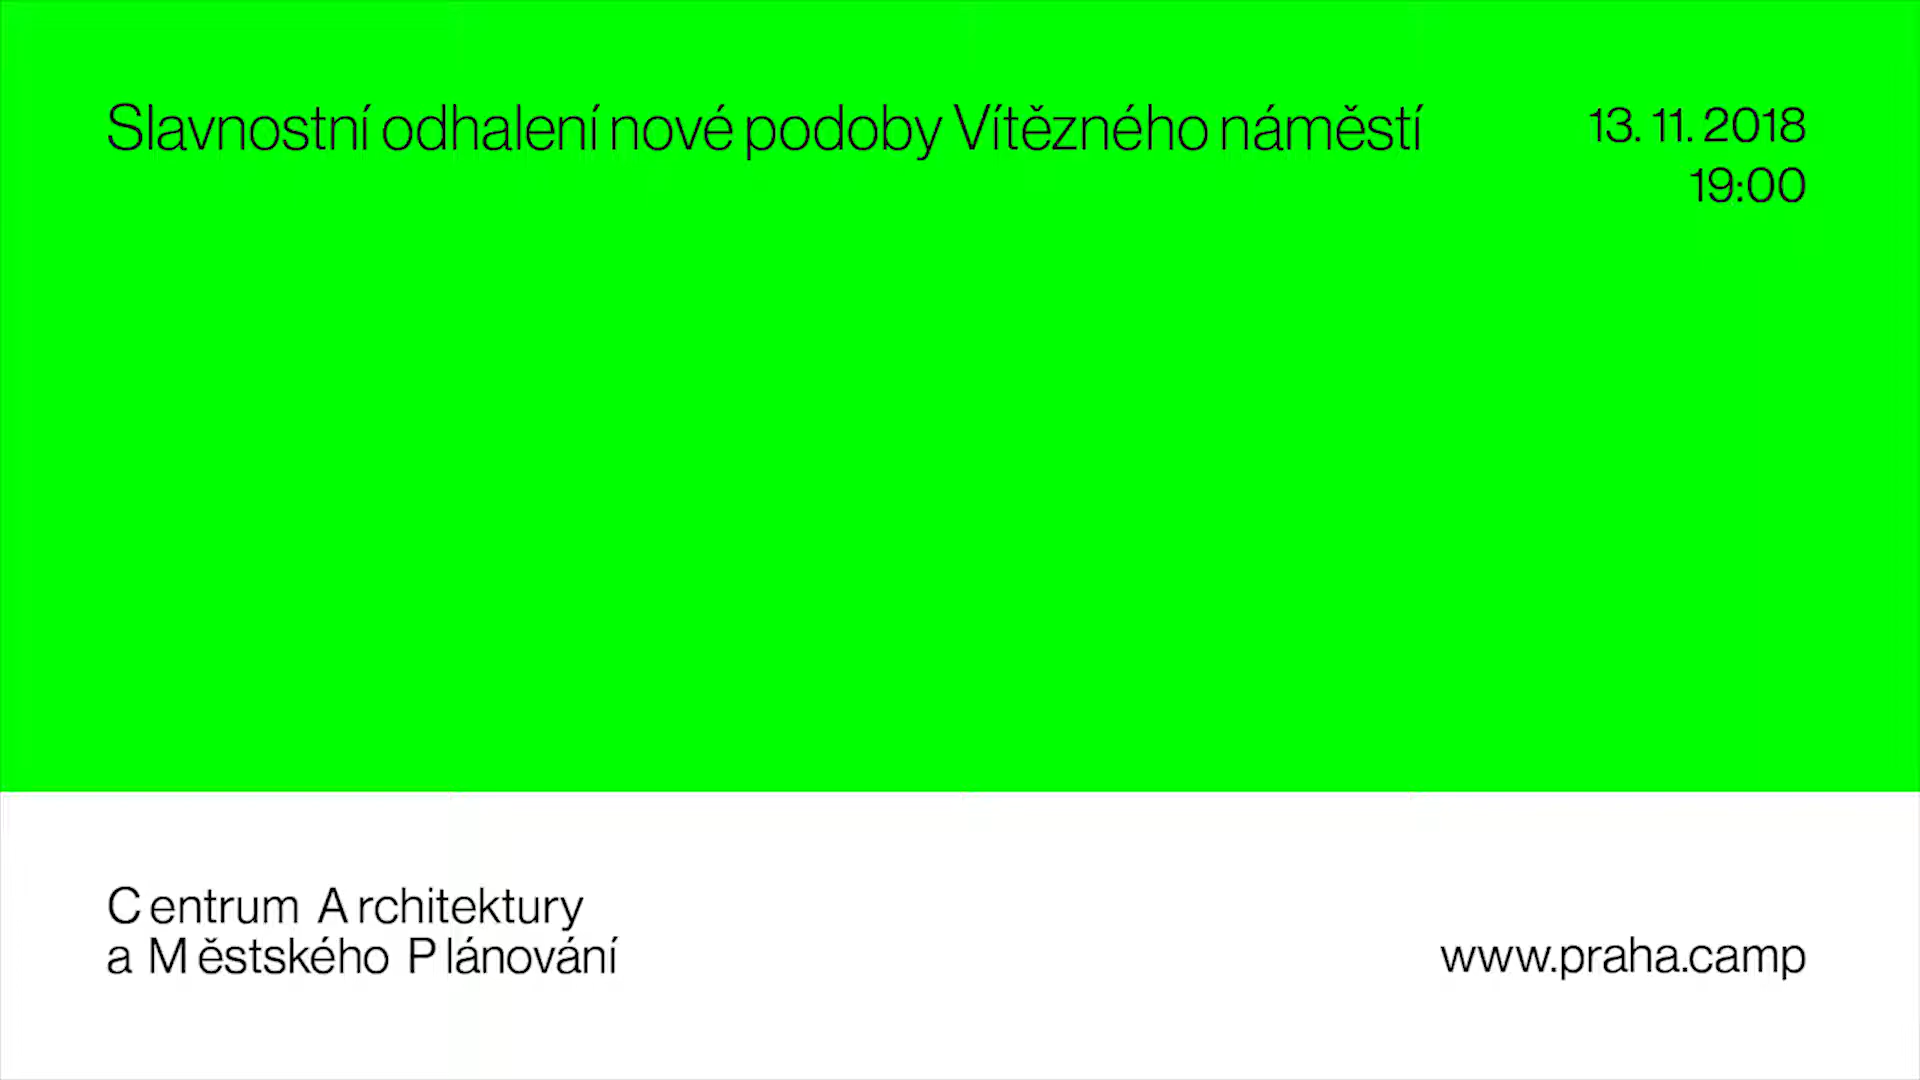 Slavnostní odhalení nové podoby Vítězného náměstí
13. 11. 2018
19:00
Centrum Architektury
a Městského Plánování
www.praha.camp